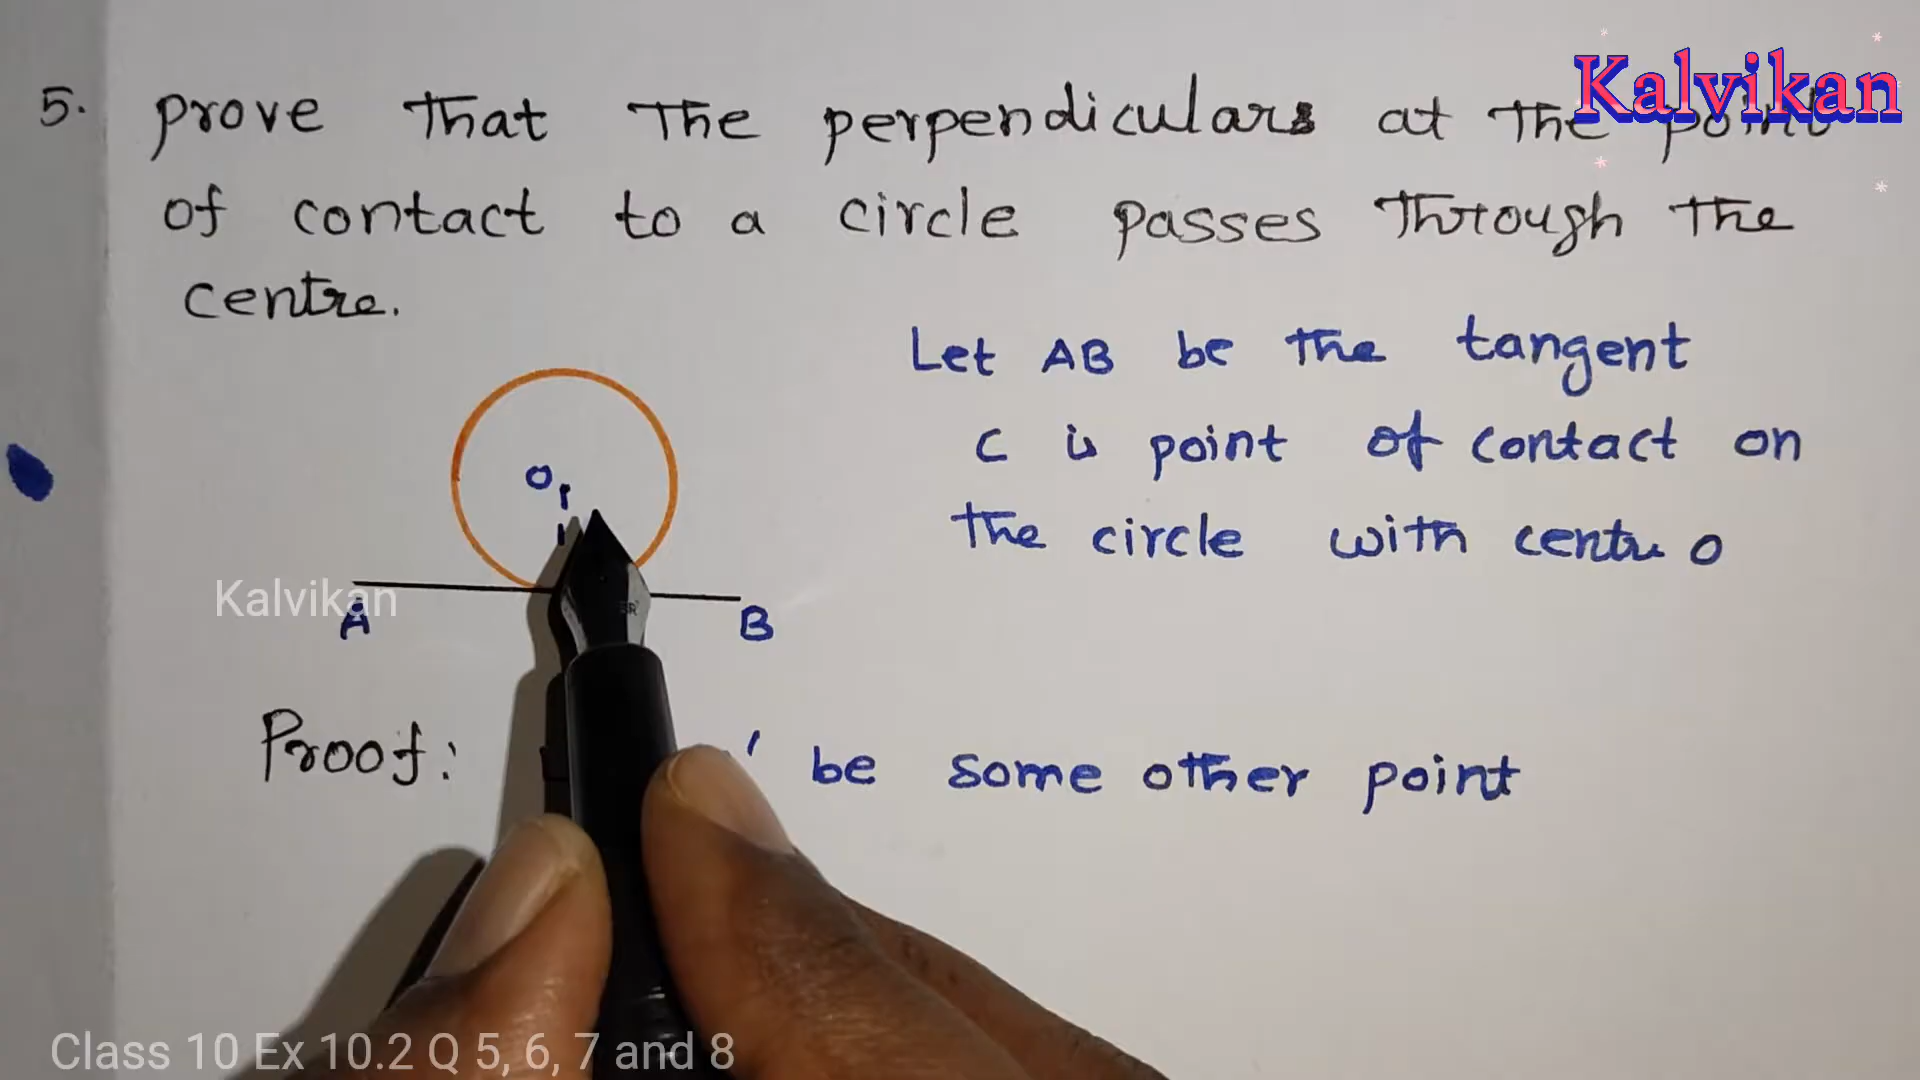 Kalvikan
5. Prove that the perpendiculars at the point
of contact to a circle passes through the
centre.
Let AB be the tangent
C is point of contact on
the circle with centre O
O
Kalvikan
A
B
Proof: ' be some other point
Class 10 Ex 10.2 Q 5, 6, 7 and 8